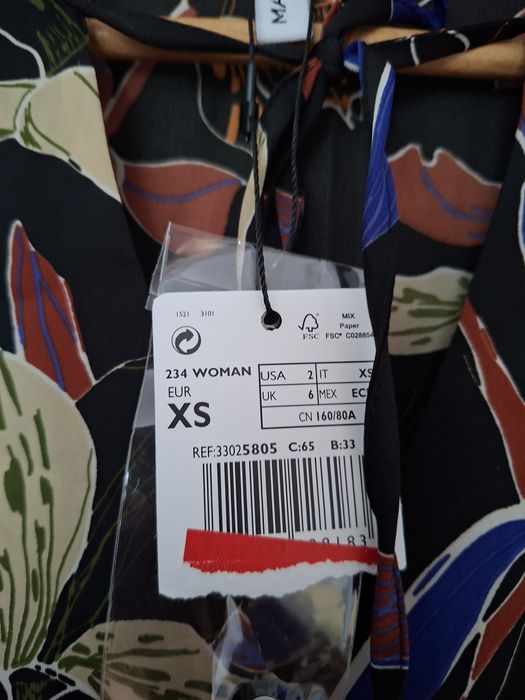 MA
1521 3101
MIX
Paper
FSC
FSC® C028854
234 WOMAN
EUR
XS
USA 2 IT XS
UK 6 MEX EC
CN 160/80A
REF:33025805 C:65 B:33